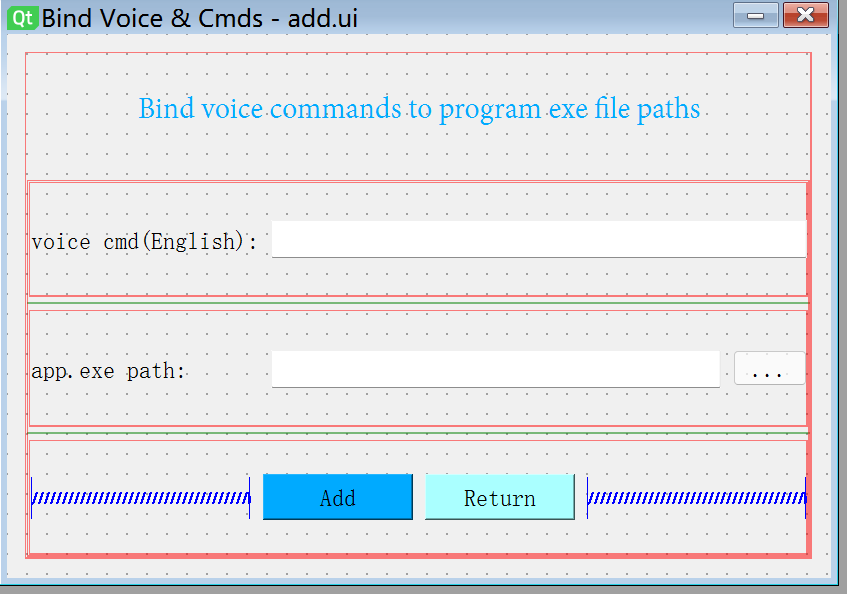 Qt Bind Voice & Cmds - add.ui
Bind voice commands to program exe file paths
voice cmd(English):
app.exe path: ...
Add Return